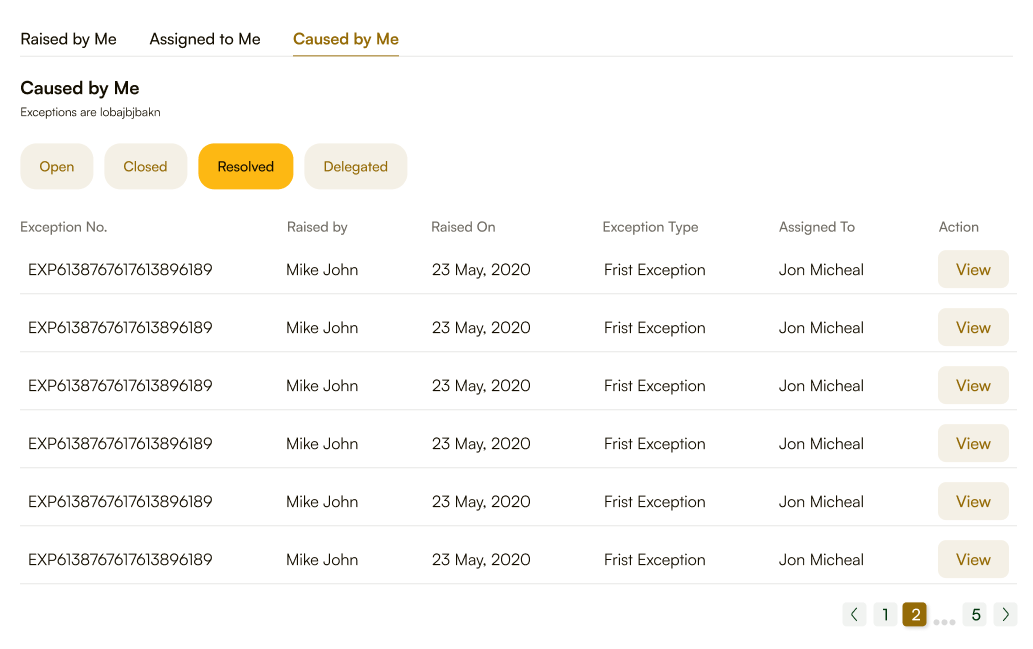 Raised by Me Assigned to Me Caused by Me
Caused by Me
Exceptions are lobajbjbakn
Open Closed Resolved Delegated
Exception No. Raised by Raised On Exception Type Assigned To Action
EXP6138767617613896189 Mike John 23 May, 2020 Frist Exception Jon Micheal View
EXP6138767617613896189 Mike John 23 May, 2020 Frist Exception Jon Micheal View
EXP6138767617613896189 Mike John 23 May, 2020 Frist Exception Jon Micheal View
EXP6138767617613896189 Mike John 23 May, 2020 Frist Exception Jon Micheal View
EXP6138767617613896189 Mike John 23 May, 2020 Frist Exception Jon Micheal View
EXP6138767617613896189 Mike John 23 May, 2020 Frist Exception Jon Micheal View
< 1 2 ... 5 >